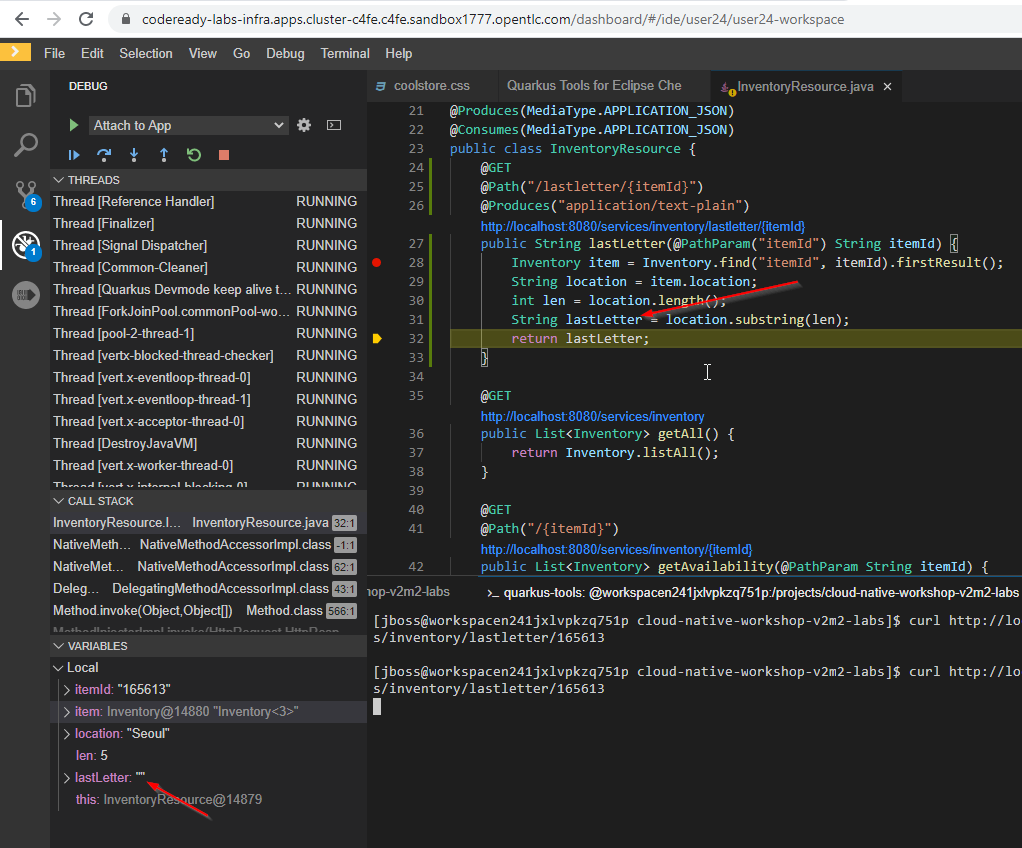 codeready-labs-infra.apps.cluster-c4fe.c4fe.sandbox1777.opentlc.com/dashboard/#/ide/user24/user24-workspace
File Edit Selection View Go Debug Terminal Help
DEBUG
coolstore.css Quarkus Tools for Eclipse Che InventoryResource.java ×
Attach to App
THREADS
Thread [Reference Handler] RUNNING
Thread [Finalizer] RUNNING
Thread [Signal Dispatcher] RUNNING
Thread [Common-Cleaner] RUNNING
Thread [Quarkus Devmode keep alive t... RUNNING
Thread [ForkJoinPool.commonPool-wo... RUNNING
Thread [pool-2-thread-1] RUNNING
Thread [vertx-blocked-thread-checker] RUNNING
Thread [vert.x-eventloop-thread-0] RUNNING
Thread [vert.x-eventloop-thread-1] RUNNING
Thread [vert.x-acceptor-thread-0] RUNNING
Thread [DestroyJavaVM] RUNNING
Thread [vert.x-worker-thread-0] RUNNING
Thread [vert.x-internal-blocking-0] RUNNING
6
1
CALL STACK
InventoryResource.l... InventoryResource.java 32:1
NativeMeth... NativeMethodAccessorImpl.class -1:1
NativeMet... NativeMethodAccessorImpl.class 62:1
Deleg... DelegatingMethodAccessorImpl.class 43:1
Method.invoke(Object,Object[]) Method.class 566:1
VARIABLES
Local
itemId: "165613"
item: Inventory@14880 "Inventory<3>"
location: "Seoul"
len: 5
lastLetter: ""
this: InventoryResource@14879
21 @Produces(MediaType.APPLICATION_JSON)
22 @Consumes(MediaType.APPLICATION_JSON)
23 public class InventoryResource {
24 @GET
25 @Path("/lastletter/{itemId}")
26 @Produces("application/text-plain")
http://localhost:8080/services/inventory/lastletter/{itemId}
27 public String lastLetter(@PathParam("itemId") String itemId) {
28 Inventory item = Inventory.find("itemId", itemId).firstResult();
29 String location = item.location;
30 int len = location.length();
31 String lastLetter = location.substring(len);
32 return lastLetter;
33 }
34
35 @GET
http://localhost:8080/services/inventory
36 public List<Inventory> getAll() {
37 return Inventory.listAll();
38 }
39
40 @GET
41 @Path("/{itemId}")
http://localhost:8080/services/inventory/{itemId}
42 public List<Inventory> getAvailability(@PathParam String itemId) {
hop-v2m2-labs >_ quarkus-tools: @workspacen241jxlvpkzq751p:/projects/cloud-native-workshop-v2m2-labs
[jboss@workspacen241jxlvpkzq751p cloud-native-workshop-v2m2-labs]$ curl http://lo
s/inventory/lastletter/165613
[jboss@workspacen241jxlvpkzq751p cloud-native-workshop-v2m2-labs]$ curl http://lo
s/inventory/lastletter/165613